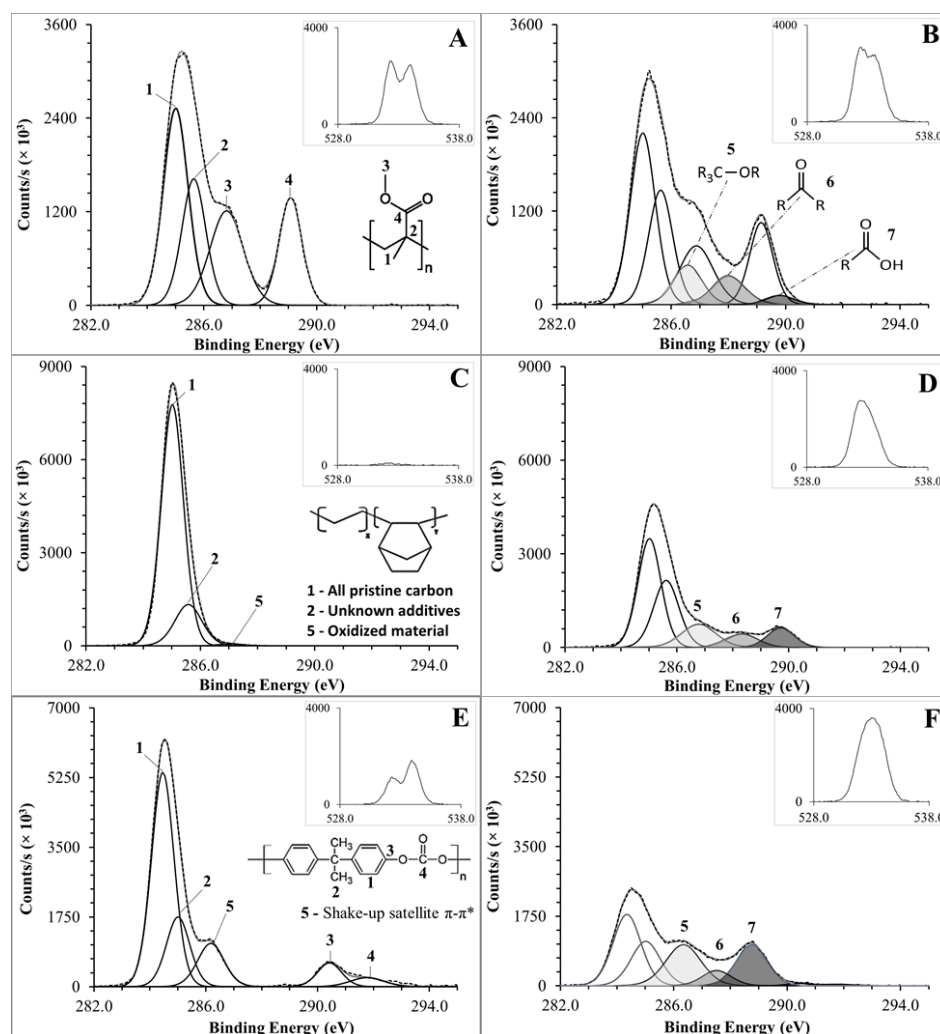 A
3600
2400
1200
0
Counts/s (× 10³)
282.0 286.0 290.0 294.0
Binding Energy (eV)
1
2
3
4
4000
0
528.0 538.0
3
O
O
4
2
1
n
B
3600
2400
1200
0
Counts/s (× 10³)
282.0 286.0 290.0 294.0
Binding Energy (eV)
4000
0
528.0 538.0
5
R₃C—OR
6
O
R R
7
O
R OH
C
9000
6000
3000
0
Counts/s (× 10³)
282.0 286.0 290.0 294.0
Binding Energy (eV)
1
2
5
4000
0
528.0 538.0
x
1 - All pristine carbon
2 - Unknown additives
5 - Oxidized material
D
9000
6000
3000
0
Counts/s (× 10³)
282.0 286.0 290.0 294.0
Binding Energy (eV)
5 6 7
4000
0
528.0 538.0
E
7000
5250
3500
1750
0
Counts/s (× 10³)
282.0 286.0 290.0 294.0
Binding Energy (eV)
1
2
5
3
4
4000
0
528.0 538.0
CH₃
CH₃
2
1
3
O
O
4
O
n
5 - Shake-up satellite π-π*
F
7000
5250
3500
1750
0
Counts/s (× 10³)
282.0 286.0 290.0 294.0
Binding Energy (eV)
5 6 7
4000
0
528.0 538.0